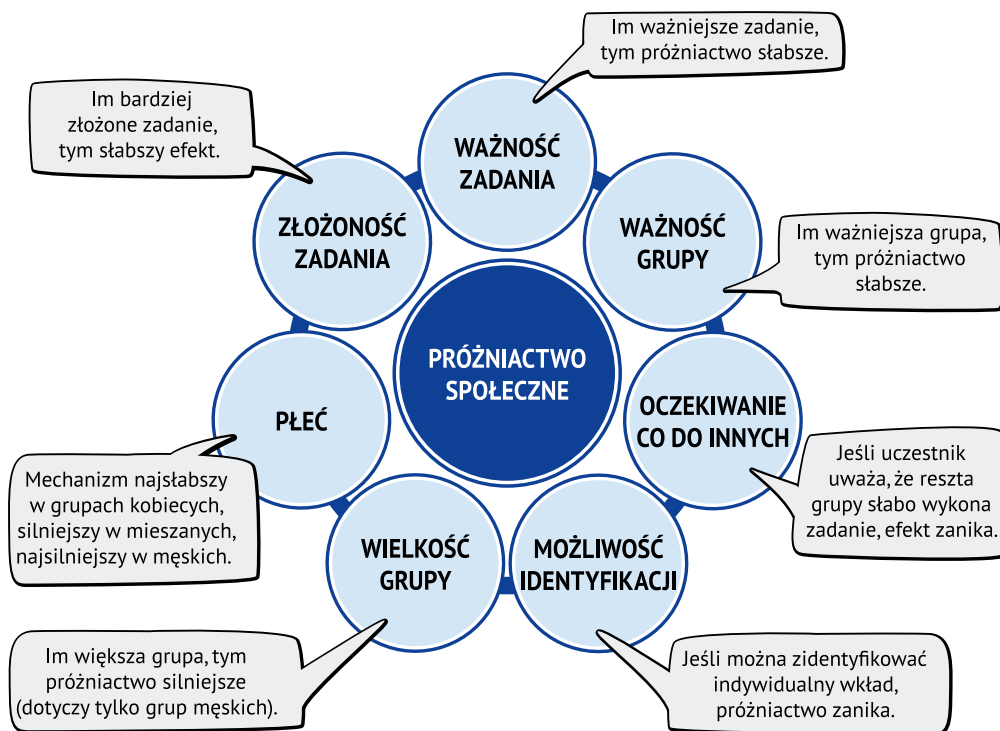 Im ważniejsze zadanie,
tym próżniactwo słabsze.
Im bardziej
złożone zadanie,
tym słabszy efekt.
WAŻNOŚĆ
ZADANIA
ZŁOŻONOŚĆ
ZADANIA
WAŻNOŚĆ
GRUPY
Im ważniejsza grupa,
tym próżniactwo
słabsze.
PRÓŻNIACTWO
SPOŁECZNE
PŁEĆ
OCZEKIWANIE
CO DO INNYCH
Mechanizm najsłabszy
w grupach kobiecych,
silniejszy w mieszanych,
najsilniejszy w męskich.
Jeśli uczestnik
uważa, że reszta
grupy słabo wykona
zadanie, efekt zanika.
WIELKOŚĆ
GRUPY
MOŻLIWOŚĆ
IDENTYFIKACJI
Im większa grupa, tym
próżniactwo silniejsze
(dotyczy tylko grup męskich).
Jeśli można zidentyfikować
indywidualny wkład,
próżniactwo zanika.